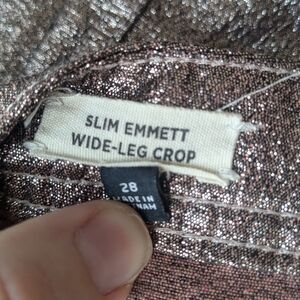 SLIM EMMETT
WIDE-LEG CROP
28
MADE IN